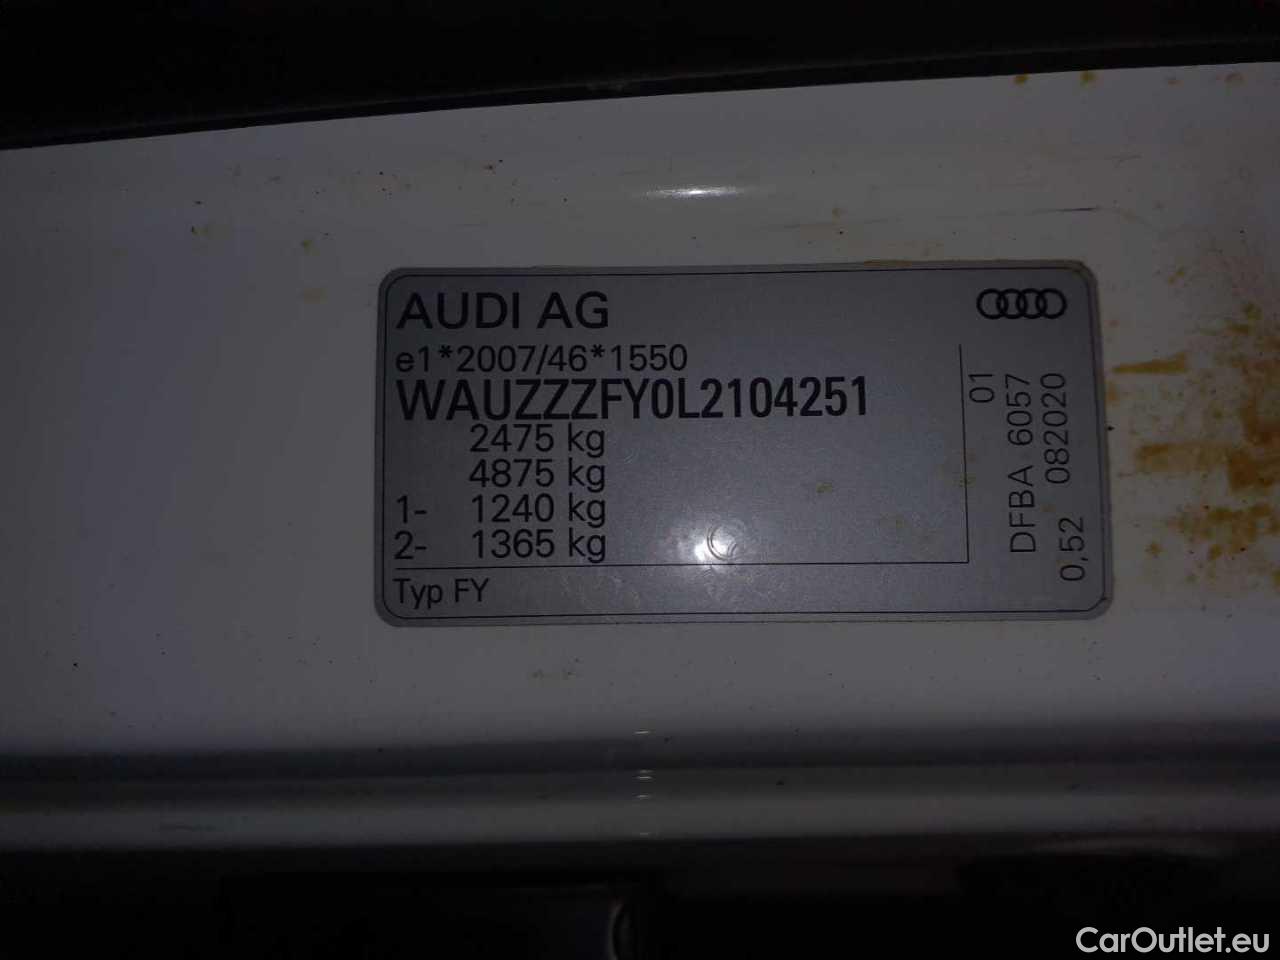 AUDI AG
e1*2007/46*1550
WAUZZZFY0L2104251
2475 kg
4875 kg
1- 1240 kg
2- 1365 kg
Typ FY
01
DFBA 6057
0,52 082020
CarOutlet.eu